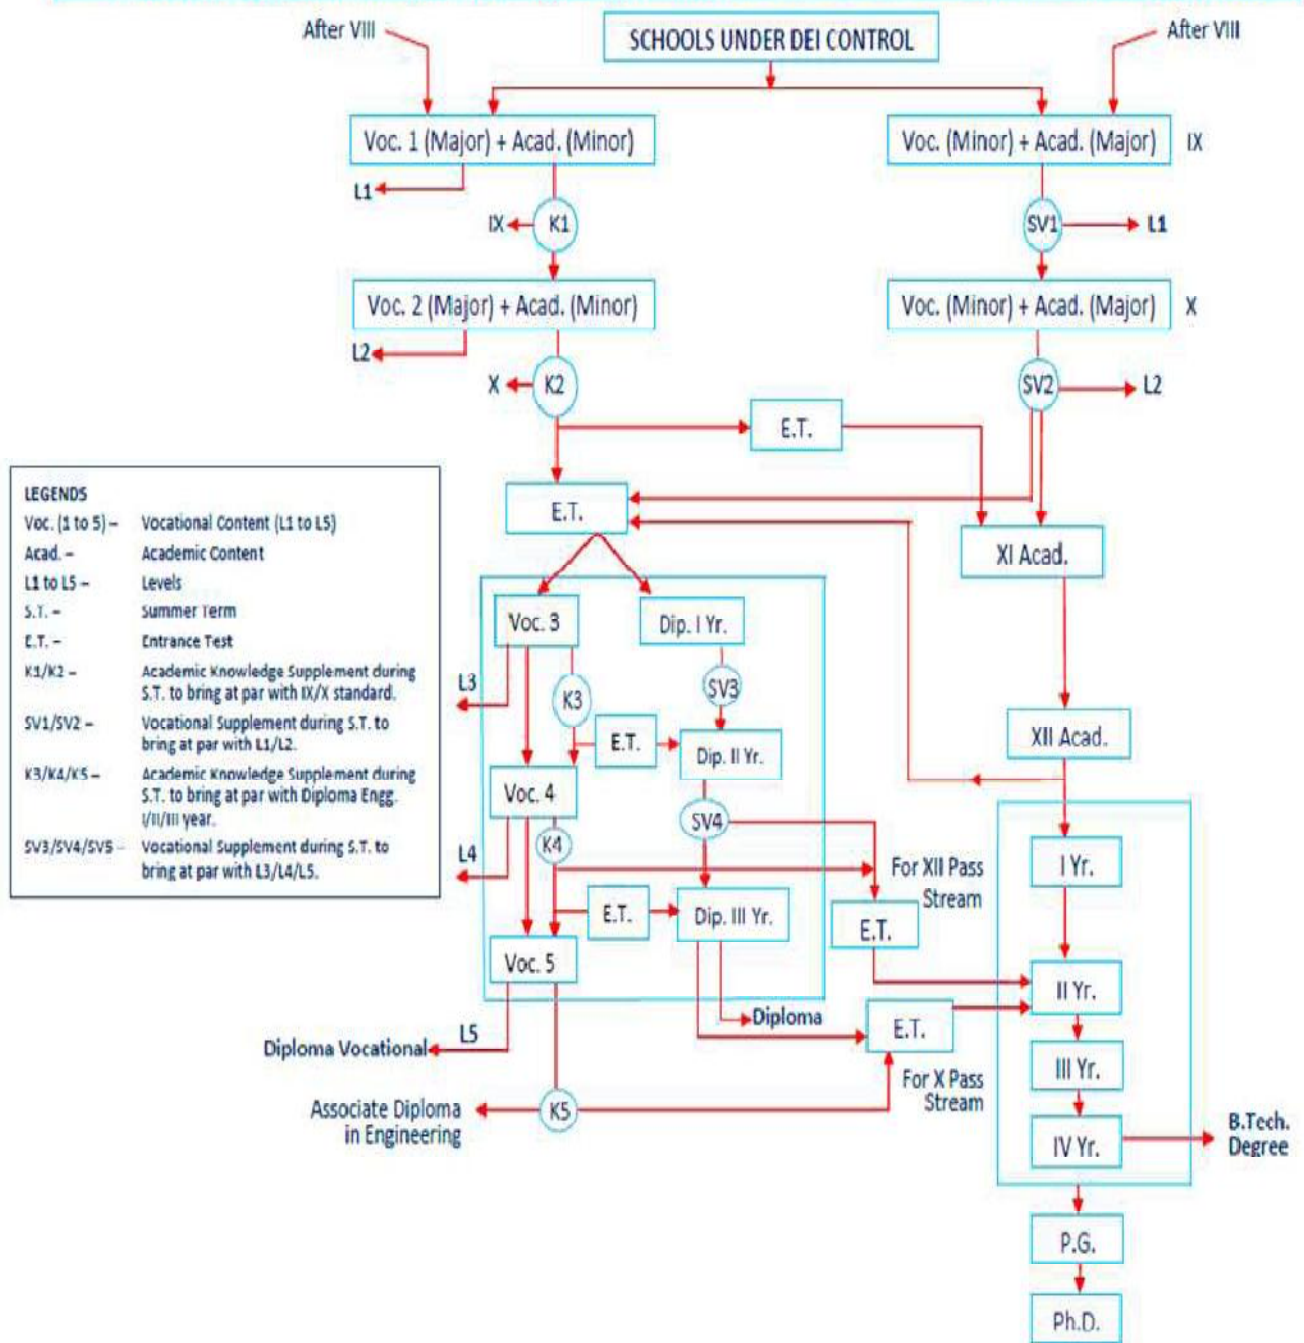 After VIII
SCHOOLS UNDER DEI CONTROL
After VIII
Voc. 1 (Major) + Acad. (Minor)
Voc. (Minor) + Acad. (Major)
IX
L1
IX
K1
SV1
L1
Voc. 2 (Major) + Acad. (Minor)
Voc. (Minor) + Acad. (Major)
X
L2
X
K2
SV2
L2
E.T.
E.T.
XI Acad.
LEGENDS
Voc. (1 to 5) – Vocational Content (L1 to L5)
Acad. – Academic Content
L1 to L5 – Levels
S.T. – Summer Term
E.T. – Entrance Test
K1/K2 – Academic Knowledge Supplement during
S.T. to bring at par with IX/X standard.
SV1/SV2 – Vocational Supplement during S.T. to
bring at par with L1/L2.
K3/K4/K5 – Academic Knowledge Supplement during
S.T. to bring at par with Diploma Engg.
I/II/III year.
SV3/SV4/SV5 – Vocational Supplement during S.T. to
bring at par with L3/L4/L5.
Voc. 3
Dip. I Yr.
L3
K3
SV3
E.T.
Dip. II Yr.
XII Acad.
Voc. 4
SV4
K4
L4
For XII Pass
Stream
I Yr.
E.T.
Dip. III Yr.
E.T.
Voc. 5
II Yr.
Diploma
E.T.
L5
Diploma Vocational
III Yr.
For X Pass
Stream
Associate Diploma
in Engineering
K5
IV Yr.
B.Tech.
Degree
P.G.
Ph.D.